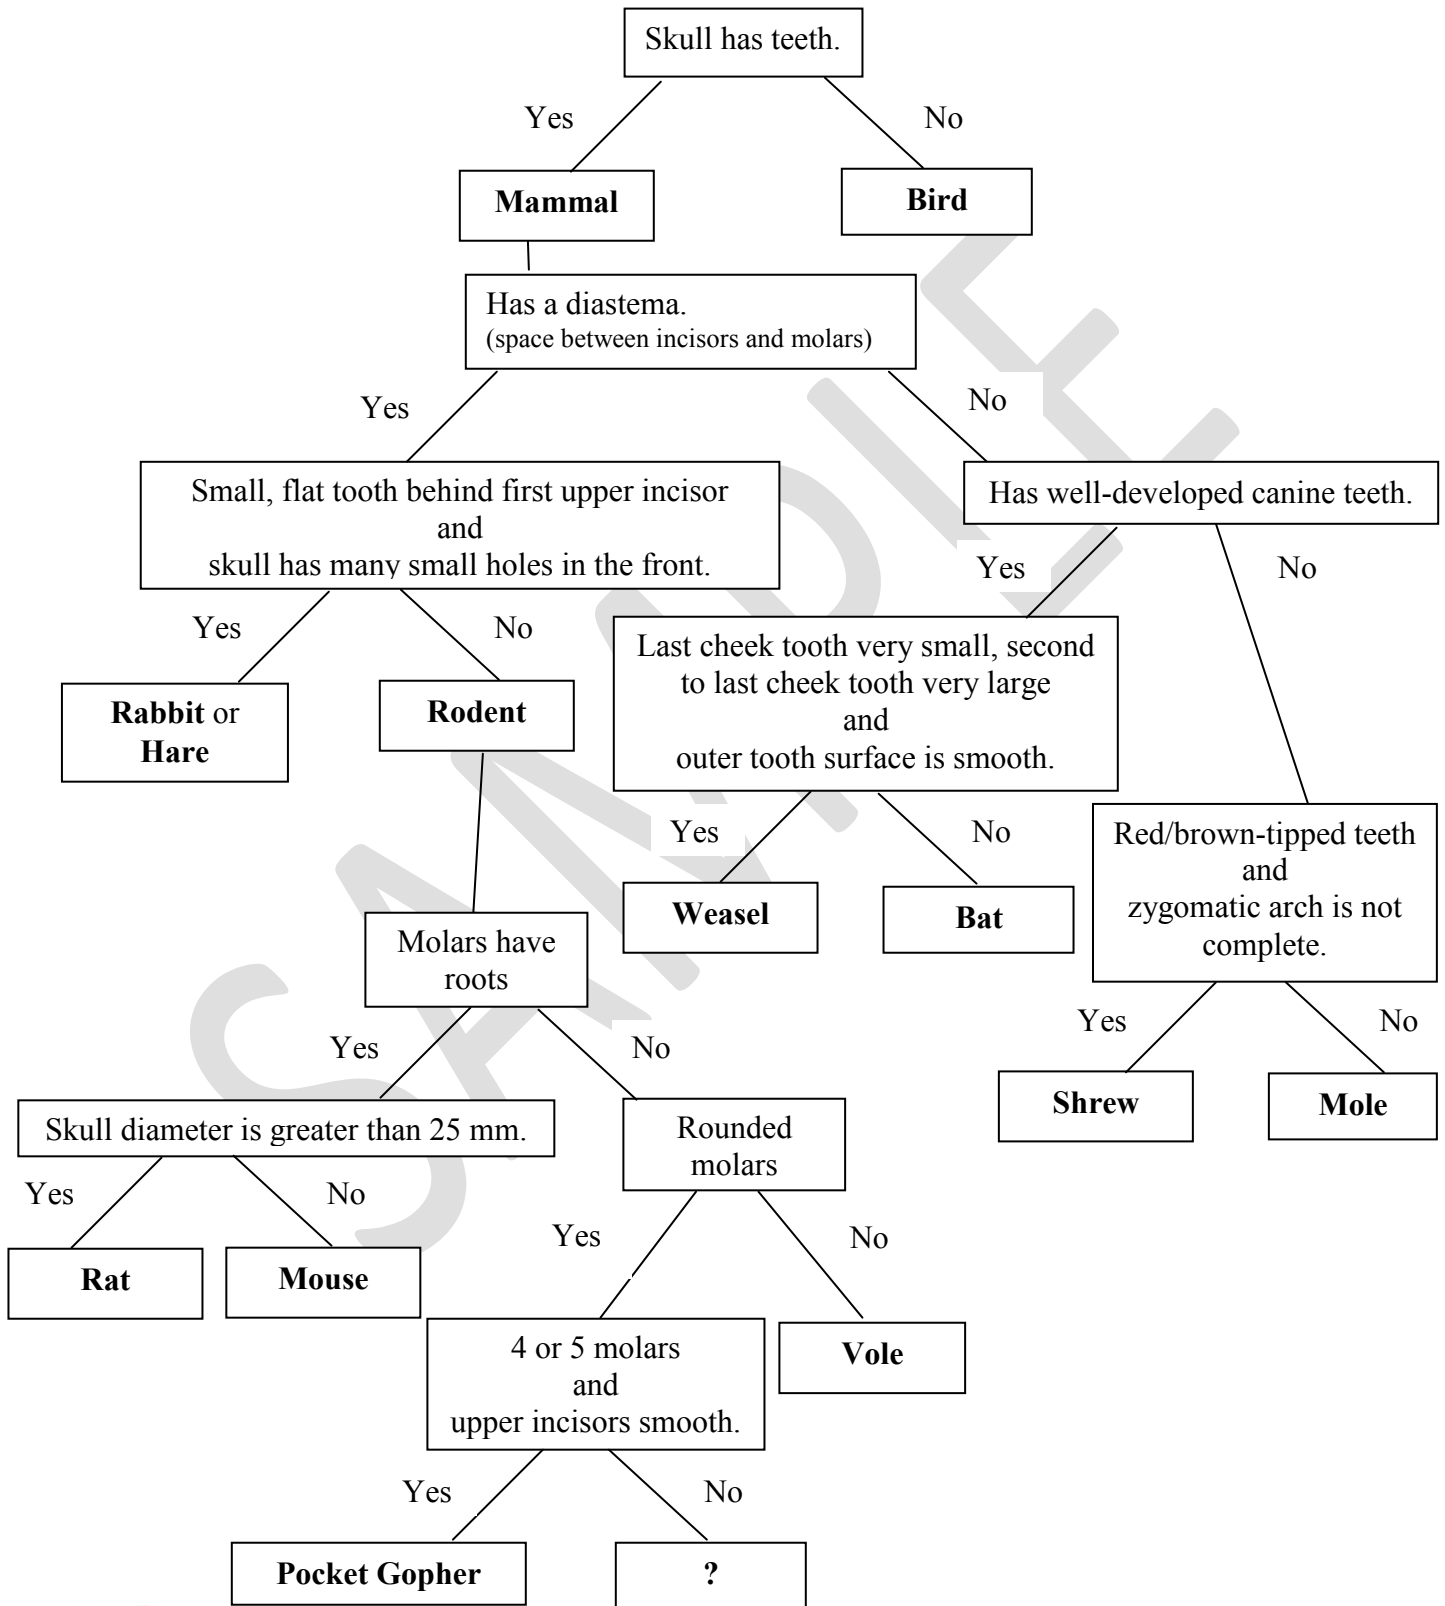 Skull has teeth.
Yes
No
Mammal
Bird
Has a diastema.
(space between incisors and molars)
Yes
No
Small, flat tooth behind first upper incisor
and
skull has many small holes in the front.
Has well-developed canine teeth.
Yes
No
Yes
No
Last cheek tooth very small, second
to last cheek tooth very large
and
outer tooth surface is smooth.
Rabbit or
Hare
Rodent
Yes
No
Red/brown-tipped teeth
and
zygomatic arch is not
complete.
Weasel
Bat
Molars have
roots
Yes
No
Yes
No
Shrew
Mole
Skull diameter is greater than 25 mm.
Rounded
molars
Yes
No
Yes
No
Rat
Mouse
4 or 5 molars
and
upper incisors smooth.
Vole
Yes
No
Pocket Gopher
?
SAMPLE